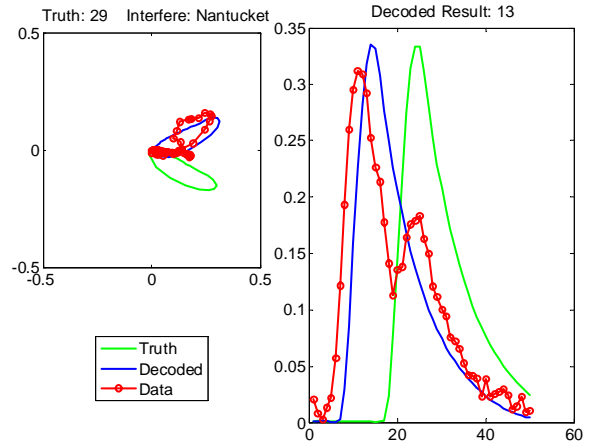 Truth: 29 Interfere: Nantucket
0.5
0
-0.5
-0.5 0 0.5
Truth
Decoded
Data
Decoded Result: 13
0.35
0.3
0.25
0.2
0.15
0.1
0.05
0
0 20 40 60